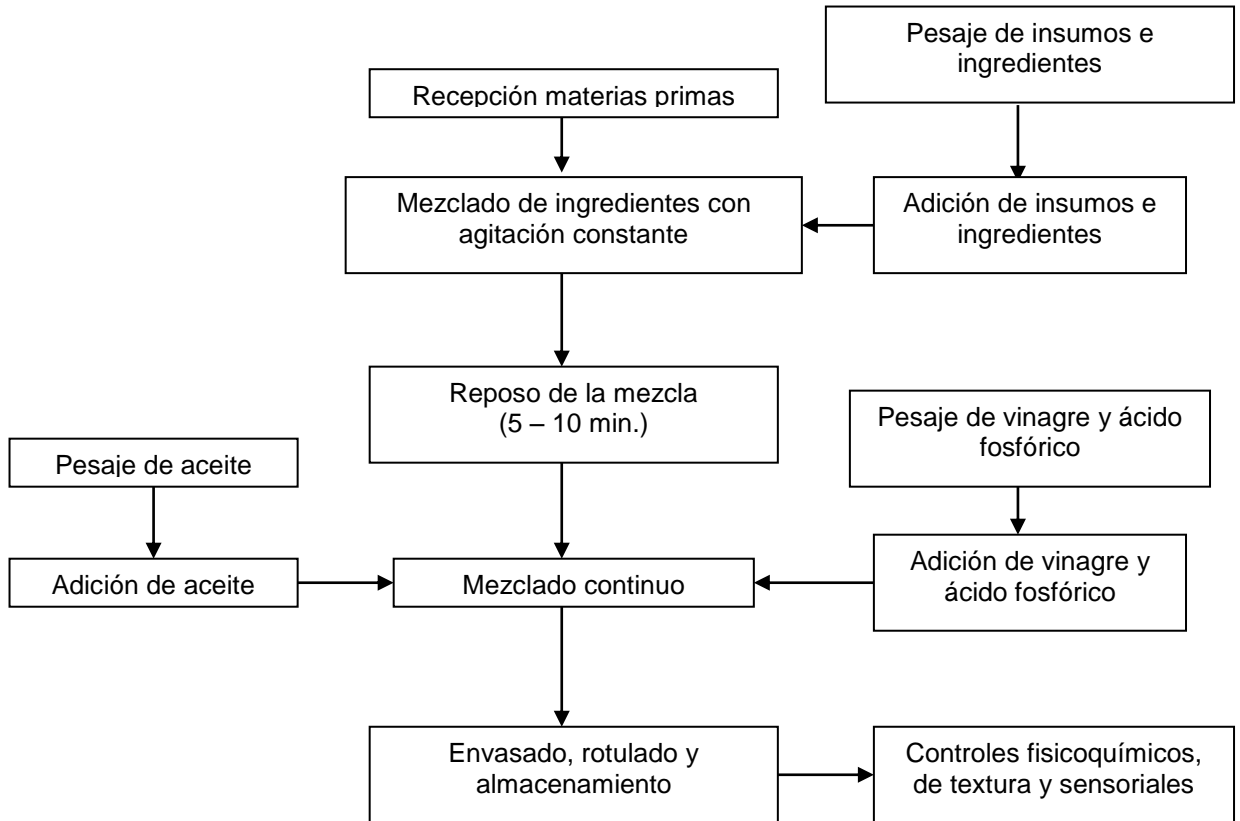 Pesaje de insumos e
ingredientes
Recepción materias primas
Mezclado de ingredientes con
agitación constante
Adición de insumos e
ingredientes
Reposo de la mezcla
(5 – 10 min.)
Pesaje de vinagre y ácido
fosfórico
Pesaje de aceite
Adición de aceite
Mezclado continuo
Adición de vinagre y
ácido fosfórico
Envasado, rotulado y
almacenamiento
Controles fisicoquímicos,
de textura y sensoriales